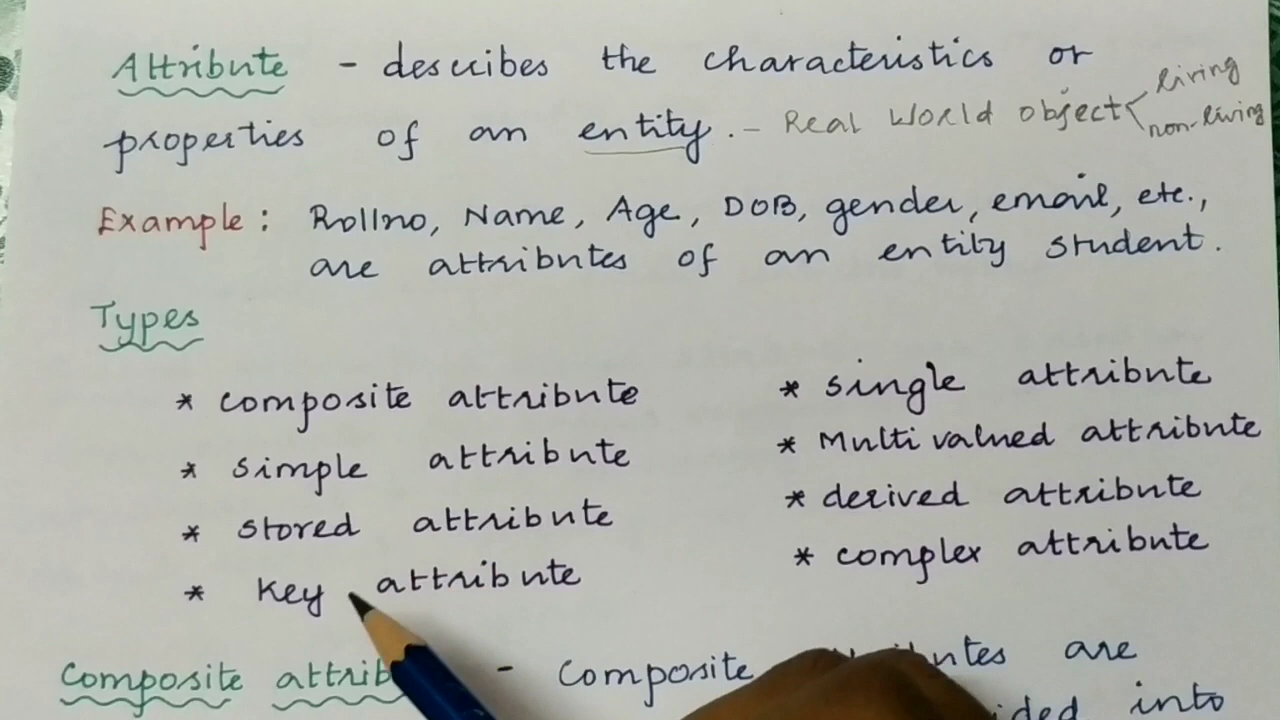 Attribute - describes the characteristics or
properties of an entity. - Real World object living
non-living
Example: Rollno, Name, Age, DOB, gender, email, etc.,
are attributes of an entity student.
Types
* composite attribute
* simple attribute
* stored attribute
* Key attribute
* single attribute
* Multivalued attribute
* derived attribute
* complex attribute
Composite - Composite are
into